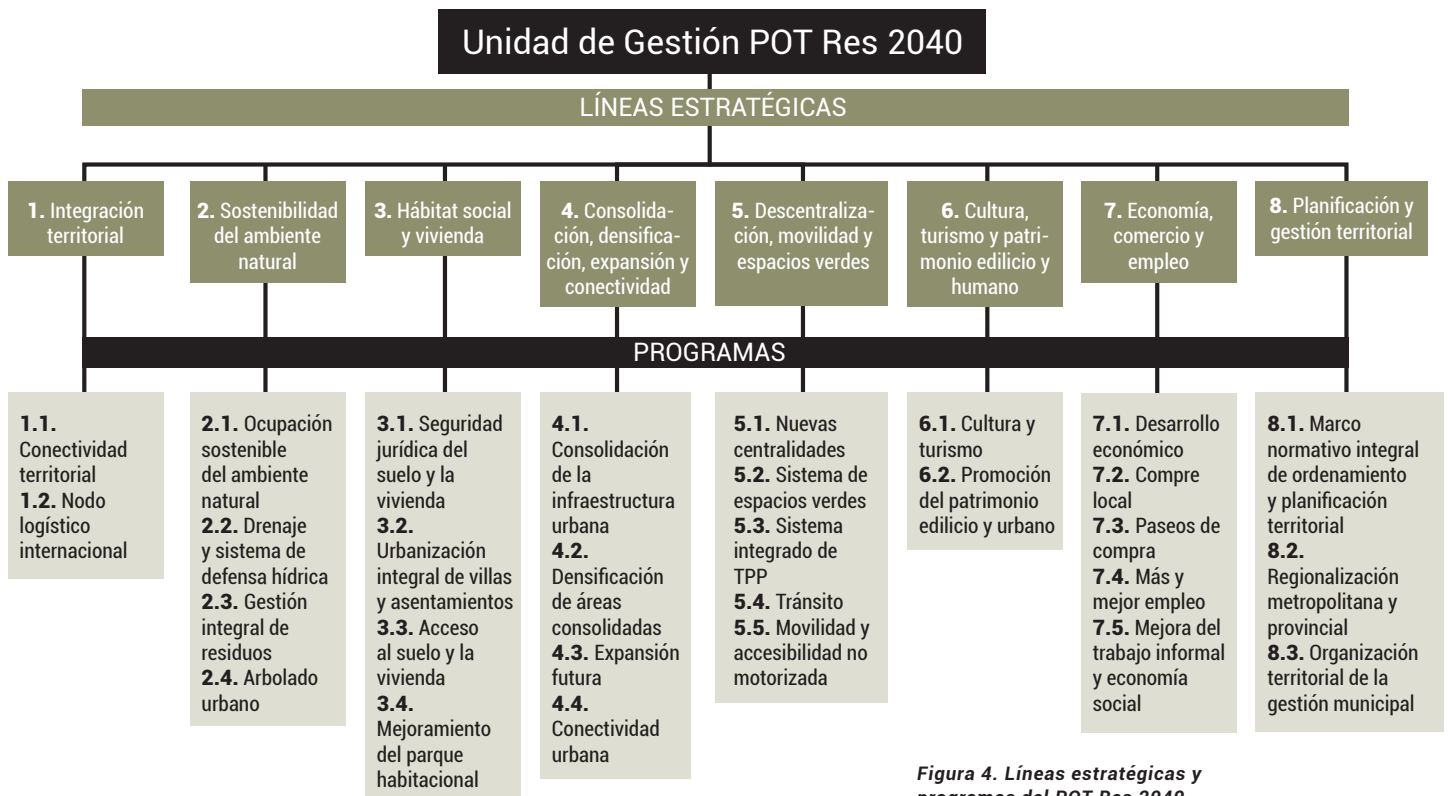 Unidad de Gestión POT Res 2040
LÍNEAS ESTRATÉGICAS
1. Integración
territorial
2. Sostenibilidad
del ambiente
natural
3. Hábitat social
y vivienda
4. Consolida-
ción, densifica-
ción, expansión y
conectividad
5. Descentraliza-
ción, movilidad y
espacios verdes
6. Cultura,
turismo y patri-
monio edilicio y
humano
7. Economía,
comercio y
empleo
8. Planificación y
gestión territorial
PROGRAMAS
1.1.
Conectividad
territorial
1.2. Nodo
logístico
internacional
2.1. Ocupación
sostenible
del ambiente
natural
2.2. Drenaje
y sistema de
defensa hídrica
2.3. Gestión
integral de
residuos
2.4. Arbolado
urbano
3.1. Seguridad
jurídica del
suelo y la
vivienda
3.2.
Urbanización
integral de villas
y asentamientos
3.3. Acceso
al suelo y la
vivienda
3.4.
Mejoramiento
del parque
habitacional
4.1.
Consolidación
de la
infraestructura
urbana
4.2.
Densificación
de áreas
consolidadas
4.3. Expansión
futura
4.4.
Conectividad
urbana
5.1. Nuevas
centralidades
5.2. Sistema de
espacios verdes
5.3. Sistema
integrado de
TPP
5.4. Tránsito
5.5. Movilidad y
accesibilidad no
motorizada
6.1. Cultura y
turismo
6.2. Promoción
del patrimonio
edilicio y urbano
7.1. Desarrollo
económico
7.2. Compre
local
7.3. Paseos de
compra
7.4. Más y
mejor empleo
7.5. Mejora del
trabajo informal
y economía
social
8.1. Marco
normativo integral
de ordenamiento
y planificación
territorial
8.2.
Regionalización
metropolitana y
provincial
8.3. Organización
territorial de la
gestión municipal
Figura 4. Líneas estratégicas y
programas del POT Res 2040